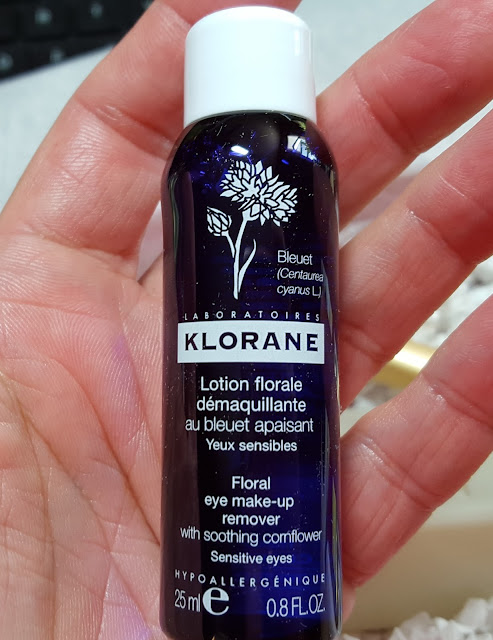 Bleuet
(Centaurea
cyanus L.)
LABORATOIRES
KLORANE
Lotion florale
démaquillante
au bleuet apaisant
Yeux sensibles
Floral
eye make-up
remover
with soothing cornflower
Sensitive eyes
HYPOALLERGÉNIQUE
25 ml e 0.8 FL.OZ.